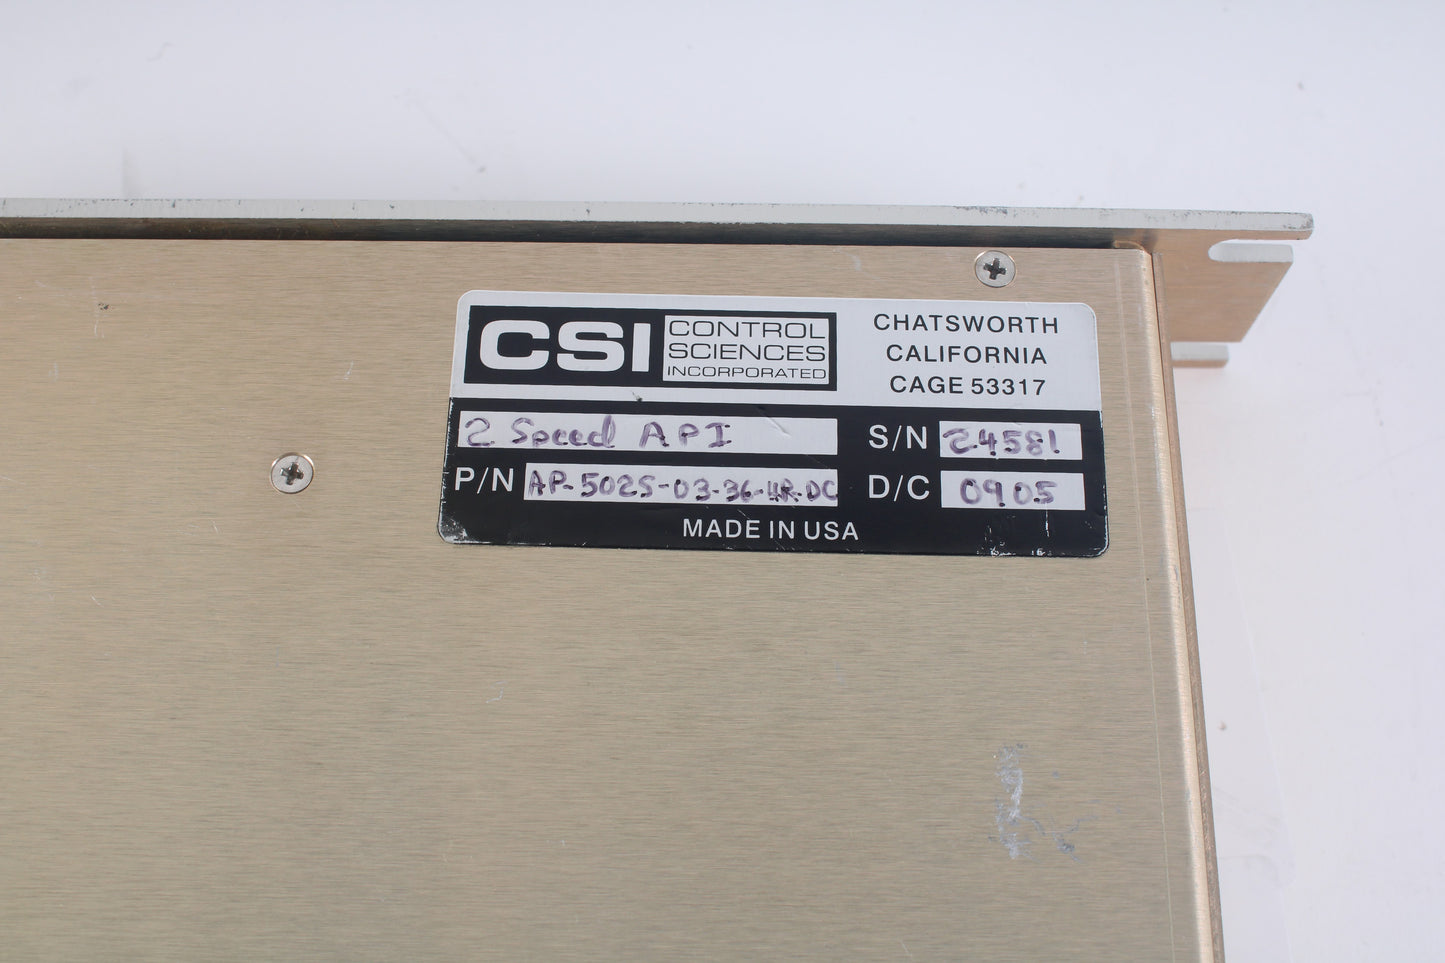 CSI CONTROL
SCIENCES
INCORPORATED
CHATSWORTH
CALIFORNIA
CAGE 53317
2 Speed API
S/N 24581
P/N AP-5025-03-36-HR-DC
D/C 0905
MADE IN USA